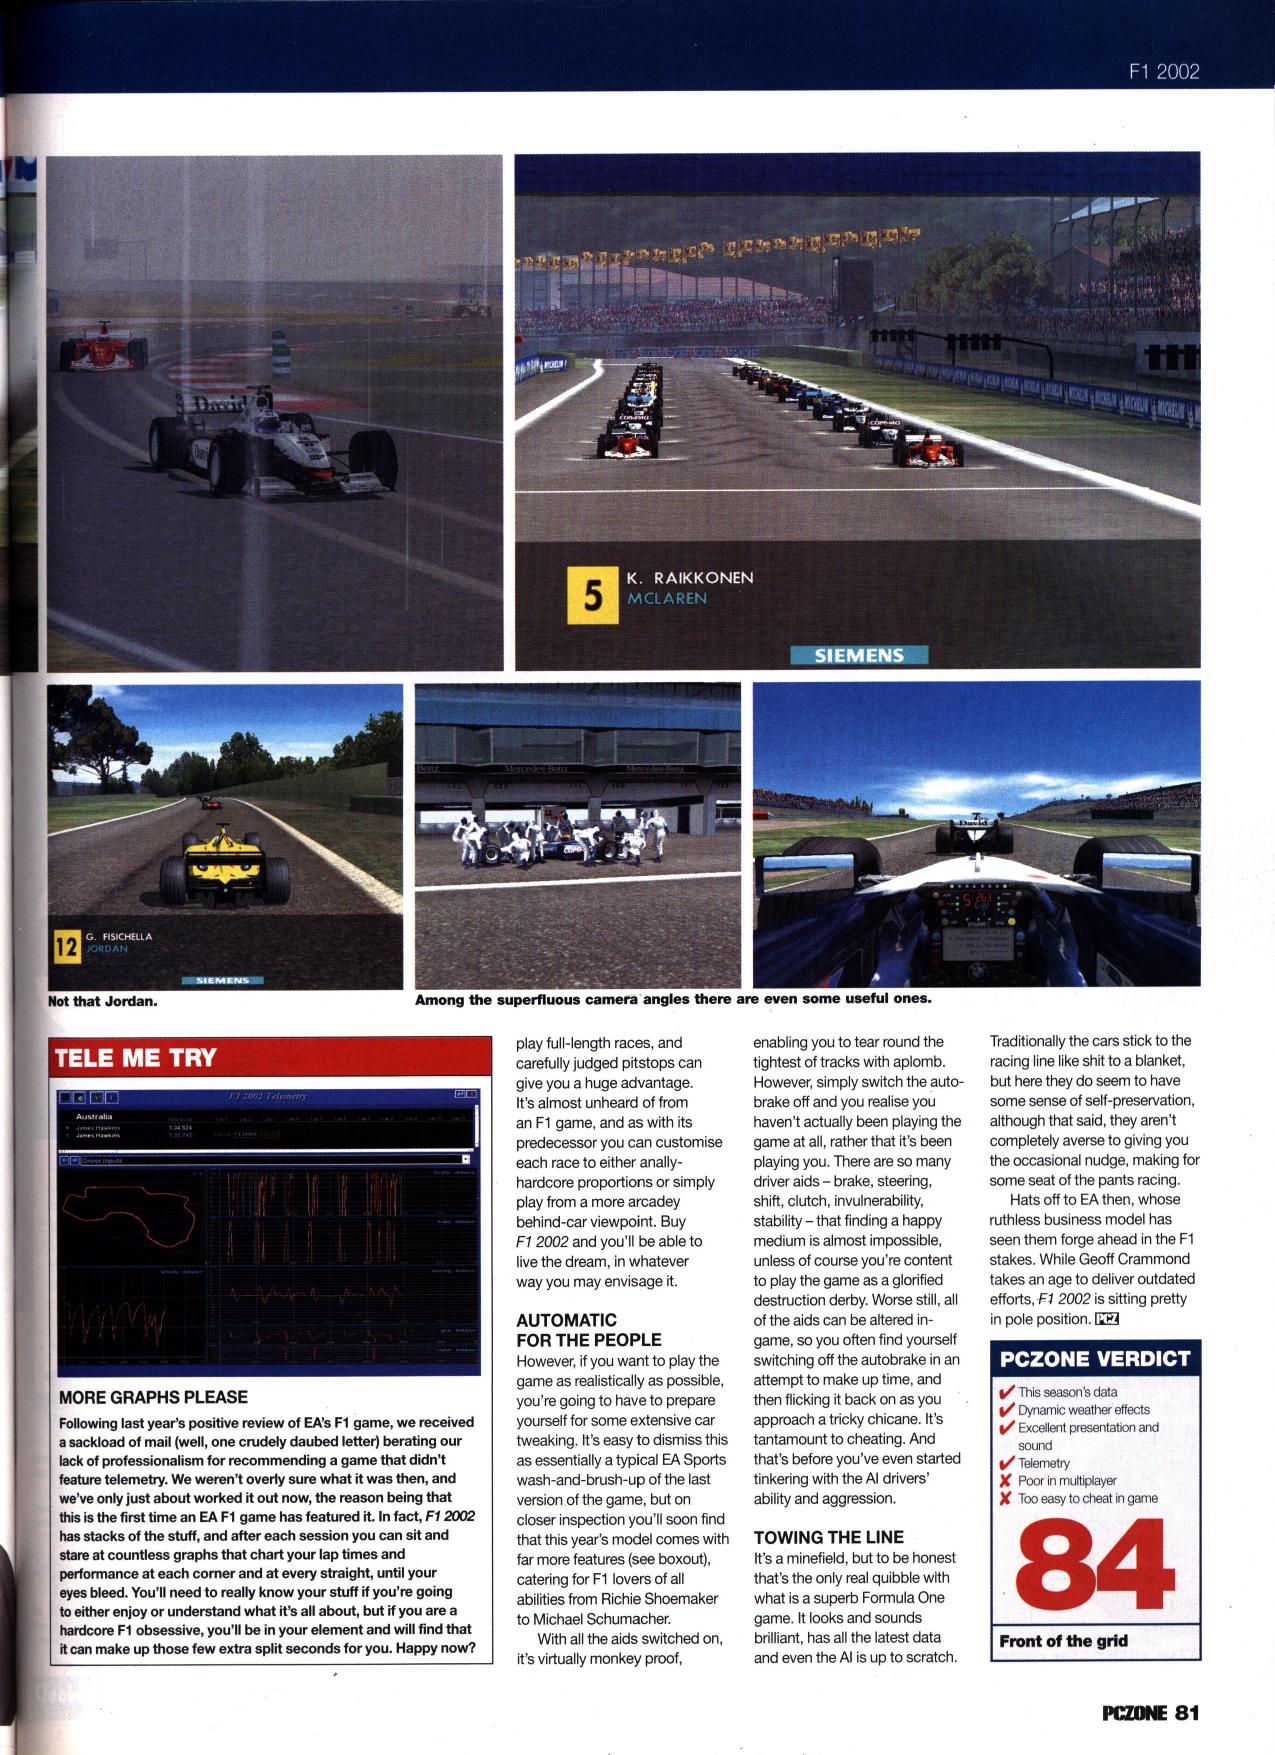 F1 2002
David
COMPAQ
COMPAQ
MICHELIN
MICHELIN
5
K. RAIKKONEN
MCLAREN
SIEMENS
12
G. FISICHELLA
JORDAN
SIEMENS
Mercedes-Benz
Mercedes-Benz
David
Not that Jordan.
Among the superfluous camera angles there are even some useful ones.
TELE ME TRY
F1 2002 Telemetry
Australia
James Hawkins 1:34.524
James Hawkins
Driver Inputs
MORE GRAPHS PLEASE
Following last year's positive review of EA's F1 game, we received
a sackload of mail (well, one crudely daubed letter) berating our
lack of professionalism for recommending a game that didn't
feature telemetry. We weren't overly sure what it was then, and
we've only just about worked it out now, the reason being that
this is the first time an EA F1 game has featured it. In fact, F1 2002
has stacks of the stuff, and after each session you can sit and
stare at countless graphs that chart your lap times and
performance at each corner and at every straight, until your
eyes bleed. You'll need to really know your stuff if you're going
to either enjoy or understand what it's all about, but if you are a
hardcore F1 obsessive, you'll be in your element and will find that
it can make up those few extra split seconds for you. Happy now?
play full-length races, and
carefully judged pitstops can
give you a huge advantage.
It's almost unheard of from
an F1 game, and as with its
predecessor you can customise
each race to either anally-
hardcore proportions or simply
play from a more arcadey
behind-car viewpoint. Buy
F1 2002 and you'll be able to
live the dream, in whatever
way you may envisage it.
AUTOMATIC
FOR THE PEOPLE
However, if you want to play the
game as realistically as possible,
you're going to have to prepare
yourself for some extensive car
tweaking. It's easy to dismiss this
as essentially a typical EA Sports
wash-and-brush-up of the last
version of the game, but on
closer inspection you'll soon find
that this year's model comes with
far more features (see boxout),
catering for F1 lovers of all
abilities from Richie Shoemaker
to Michael Schumacher.
With all the aids switched on,
it's virtually monkey proof,
enabling you to tear round the
tightest of tracks with aplomb.
However, simply switch the auto-
brake off and you realise you
haven't actually been playing the
game at all, rather that it's been
playing you. There are so many
driver aids – brake, steering,
shift, clutch, invulnerability,
stability – that finding a happy
medium is almost impossible,
unless of course you're content
to play the game as a glorified
destruction derby. Worse still, all
of the aids can be altered in-
game, so you often find yourself
switching off the autobrake in an
attempt to make up time, and
then flicking it back on as you
approach a tricky chicane. It's
tantamount to cheating. And
that's before you've even started
tinkering with the AI drivers'
ability and aggression.
TOWING THE LINE
It's a minefield, but to be honest
that's the only real quibble with
what is a superb Formula One
game. It looks and sounds
brilliant, has all the latest data
and even the AI is up to scratch.
Traditionally the cars stick to the
racing line like shit to a blanket,
but here they do seem to have
some sense of self-preservation,
although that said, they aren't
completely averse to giving you
the occasional nudge, making for
some seat of the pants racing.
Hats off to EA then, whose
ruthless business model has
seen them forge ahead in the F1
stakes. While Geoff Crammond
takes an age to deliver outdated
efforts, F1 2002 is sitting pretty
in pole position. PCZ
PCZONE VERDICT
✔ This season's data
✔ Dynamic weather effects
✔ Excellent presentation and
sound
✔ Telemetry
✘ Poor in multiplayer
✘ Too easy to cheat in game
84
Front of the grid
PCZONE 81